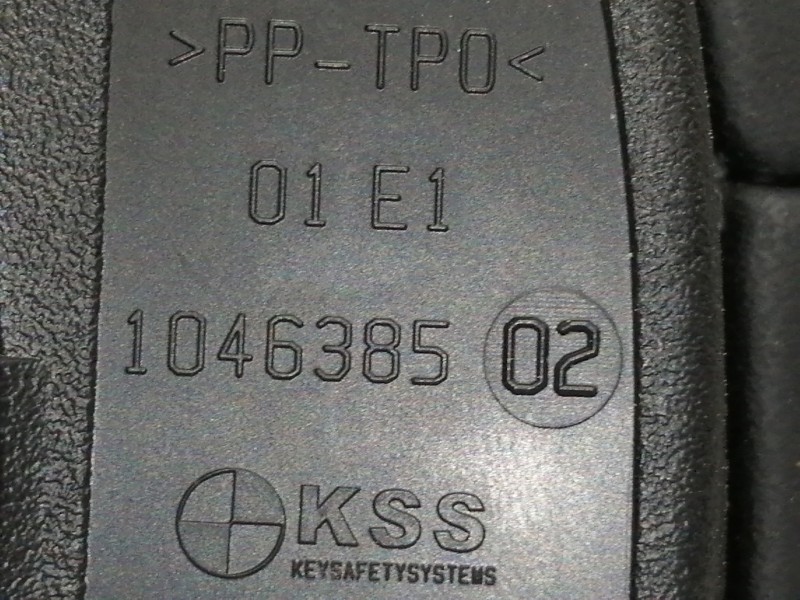 >PP-TPO<
01 E1
1046385 02
KSS
KEYSAFETYSYSTEMS